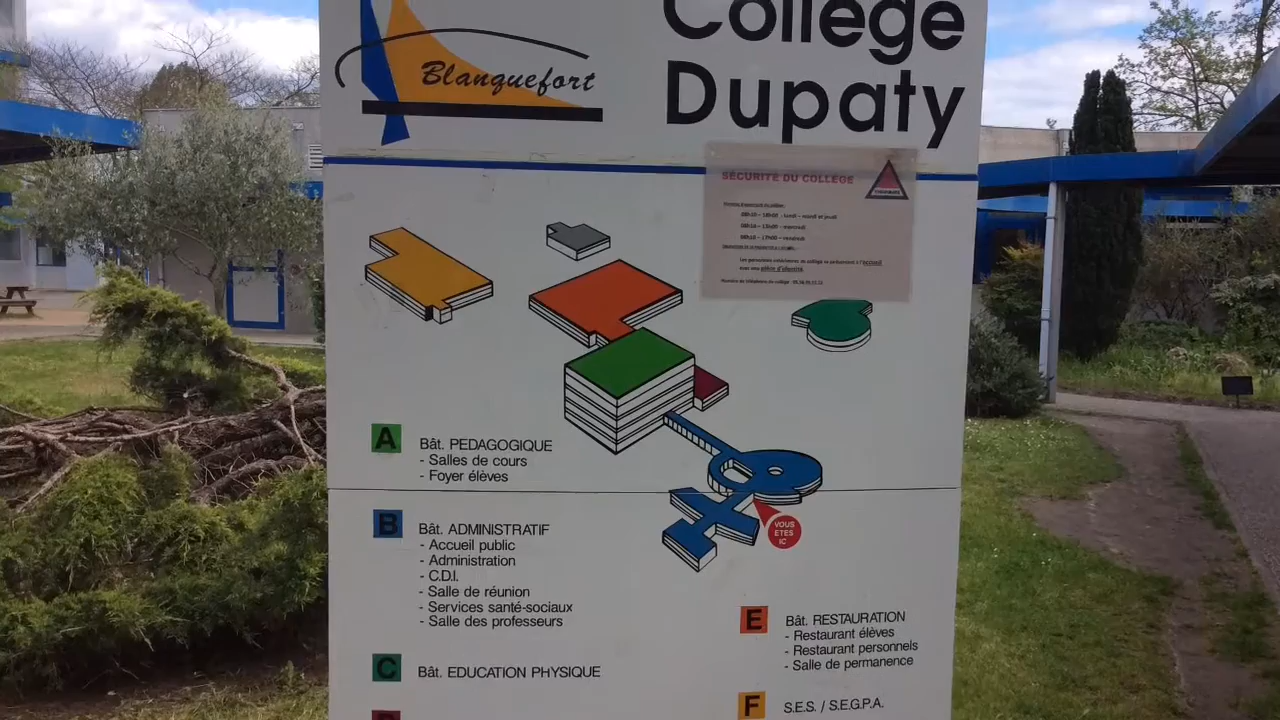 Collège
Dupaty
Blanquefort
SÉCURITÉ DU COLLEGE
A
Bât. PEDAGOGIQUE
- Salles de cours
- Foyer élèves
B
Bât. ADMINISTRATIF
- Accueil public
- Administration
- C.D.I.
- Salle de réunion
- Services santé-sociaux
- Salle des professeurs
C
Bât. EDUCATION PHYSIQUE
VOUS
ETES
IC
E
Bât. RESTAURATION
- Restaurant élèves
- Restaurant personnels
- Salle de permanence
F
S.E.S. / S.E.G.P.A.